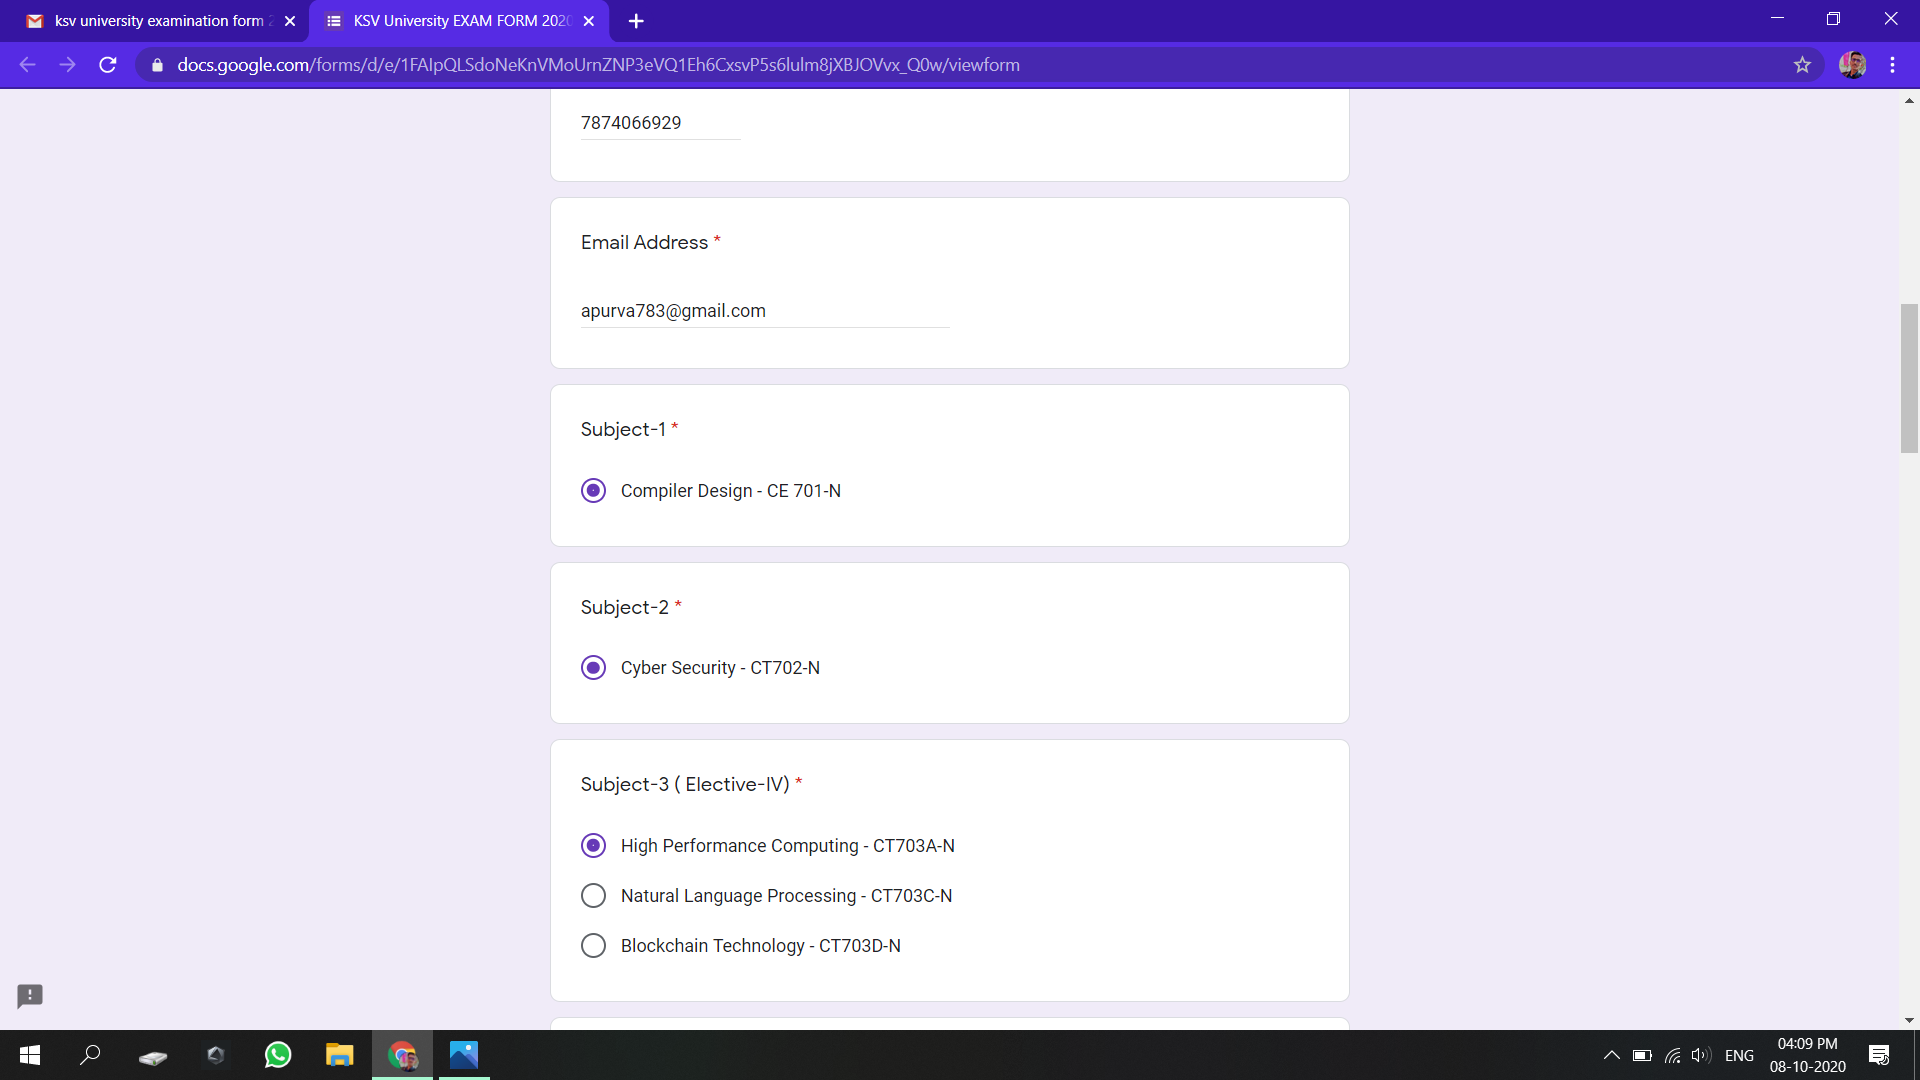 ksv university examination form 2
KSV University EXAM FORM 2020
docs.google.com/forms/d/e/1FAIpQLSdoNeKnVMoUrnZNP3eVQ1Eh6CxsvP5s6lulm8jXBJOVvx_Q0w/viewform
7874066929
Email Address *
apurva783@gmail.com
Subject-1 *
Compiler Design - CE 701-N
Subject-2 *
Cyber Security - CT702-N
Subject-3 ( Elective-IV) *
High Performance Computing - CT703A-N
Natural Language Processing - CT703C-N
Blockchain Technology - CT703D-N
ENG
04:09 PM
08-10-2020